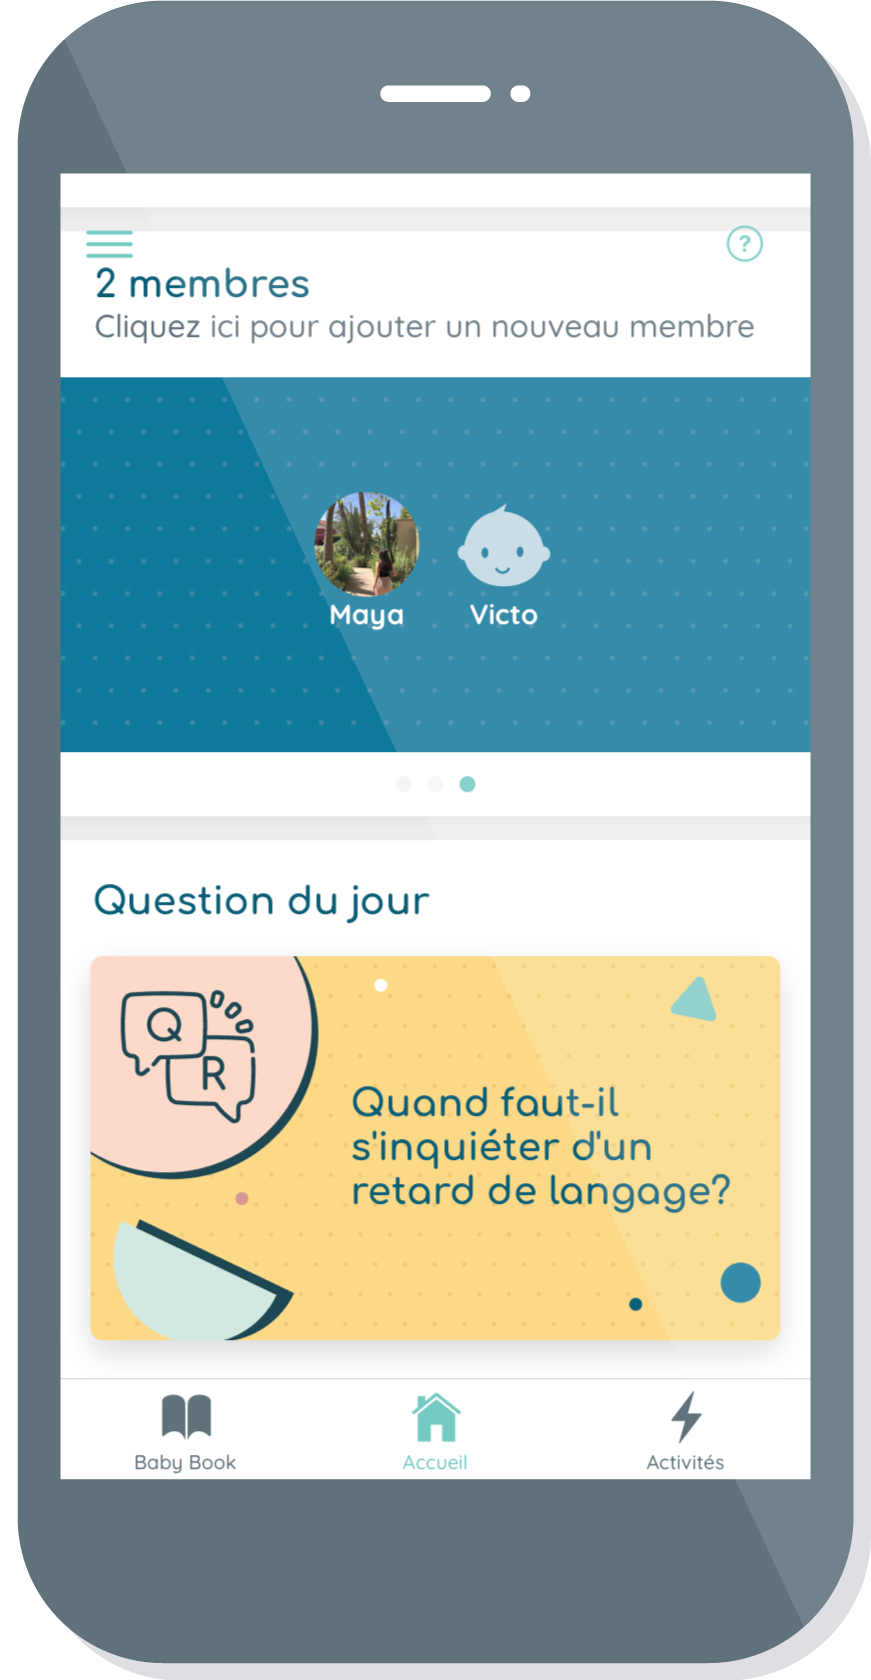 ?
2 membres
Cliquez ici pour ajouter un nouveau membre
Maya
Victo
Question du jour
Q
R
Quand faut-il
s'inquiéter d'un
retard de langage?
Baby Book
Accueil
Activités